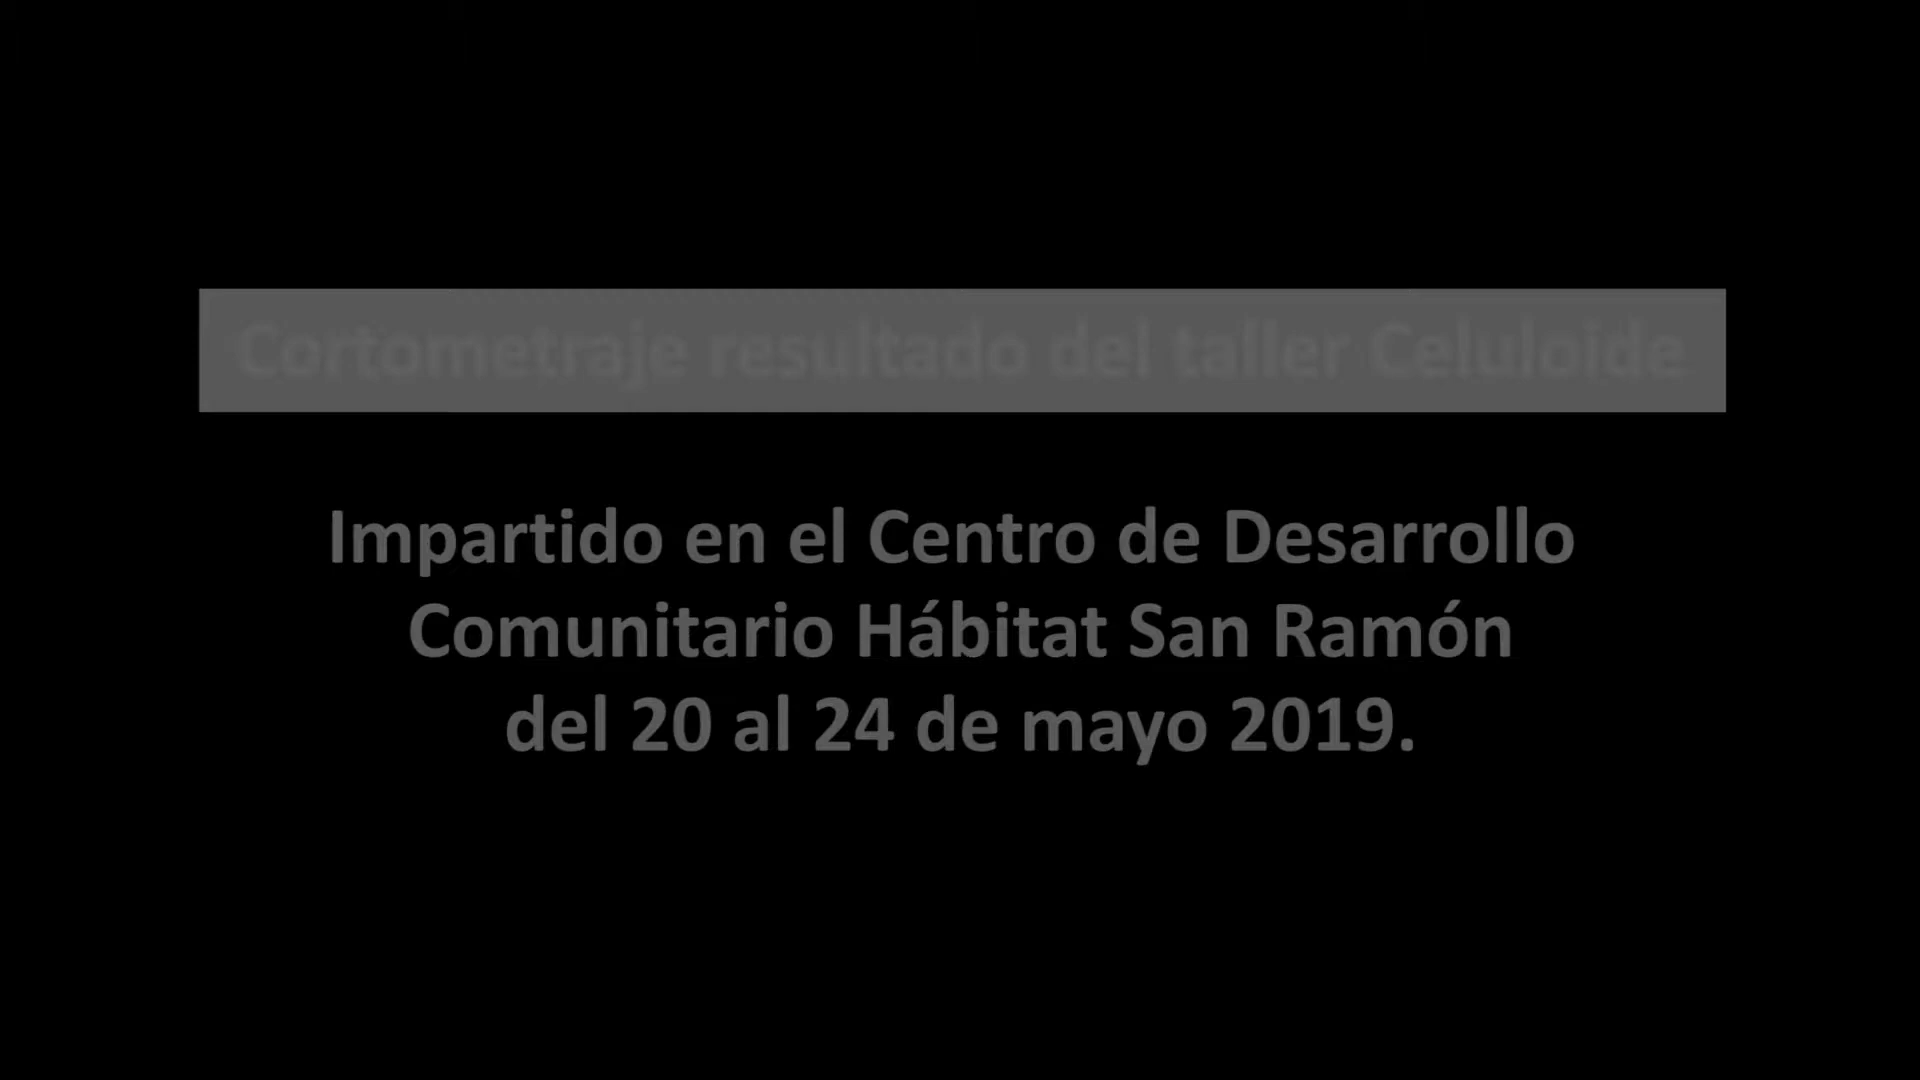 Cortometraje resultado del taller Celuloide
Impartido en el Centro de Desarrollo
Comunitario Hábitat San Ramón
del 20 al 24 de mayo 2019.